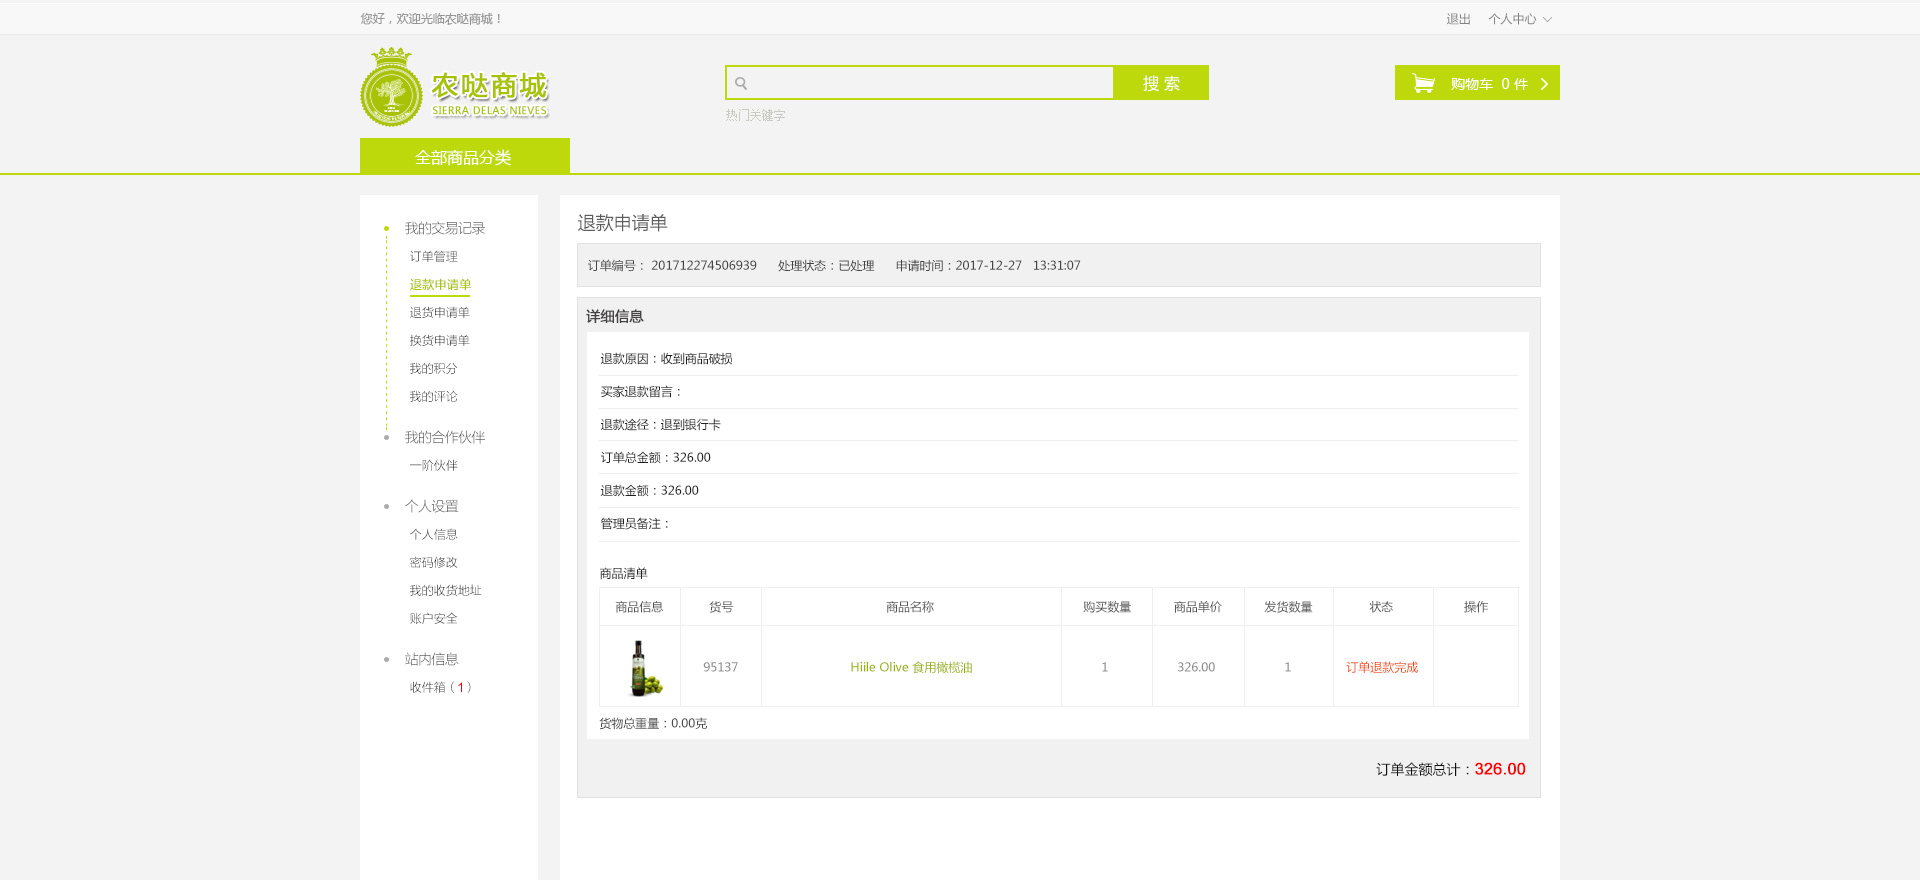 您好，欢迎光临农哒商城！
退出 个人中心
农哒商城
SIERRA DELAS NIEVES
搜 索
购物车 0 件
热门关键字
全部商品分类
我的交易记录
订单管理
退款申请单
退货申请单
换货申请单
我的积分
我的评论
我的合作伙伴
一阶伙伴
个人设置
个人信息
密码修改
我的收货地址
账户安全
站内信息
收件箱（1）
退款申请单
订单编号： 201712274506939 处理状态：已处理 申请时间：2017-12-27 13:31:07
详细信息
退款原因：收到商品破损
买家退款留言：
退款途径：退到银行卡
订单总金额：326.00
退款金额：326.00
管理员备注：
商品清单
商品信息 货号 商品名称 购买数量 商品单价 发货数量 状态 操作
95137 Hiile Olive 食用橄榄油 1 326.00 1 订单退款完成
货物总重量：0.00克
订单金额总计：326.00